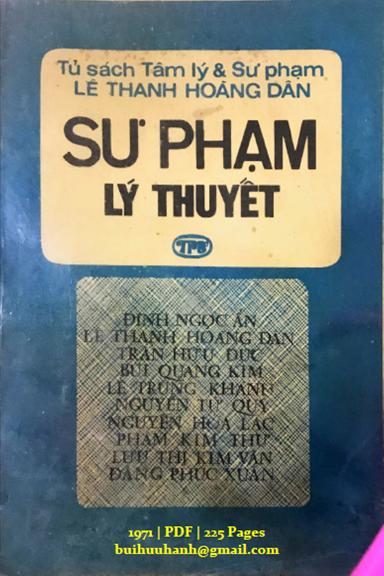 Tủ sách Tâm lý & Sư phạm
LÊ THANH HOÀNG DÂN
SƯ PHẠM
LÝ THUYẾT
TPB
ĐINH NGỌC ẤN
LÊ THANH HOÀNG DÂN
TRẦN HỮU ĐỨC
BÙI QUANG KIM
LÊ TRUNG KHANH
NGUYỄN TỬ QUÝ
NGUYỄN HÒA LẠC
PHẠM KIM THƯ
LƯU THỊ KIM VÂN
ĐẶNG PHÚC XUÂN
1971 | PDF | 225 Pages
buihuuhanh@gmail.com